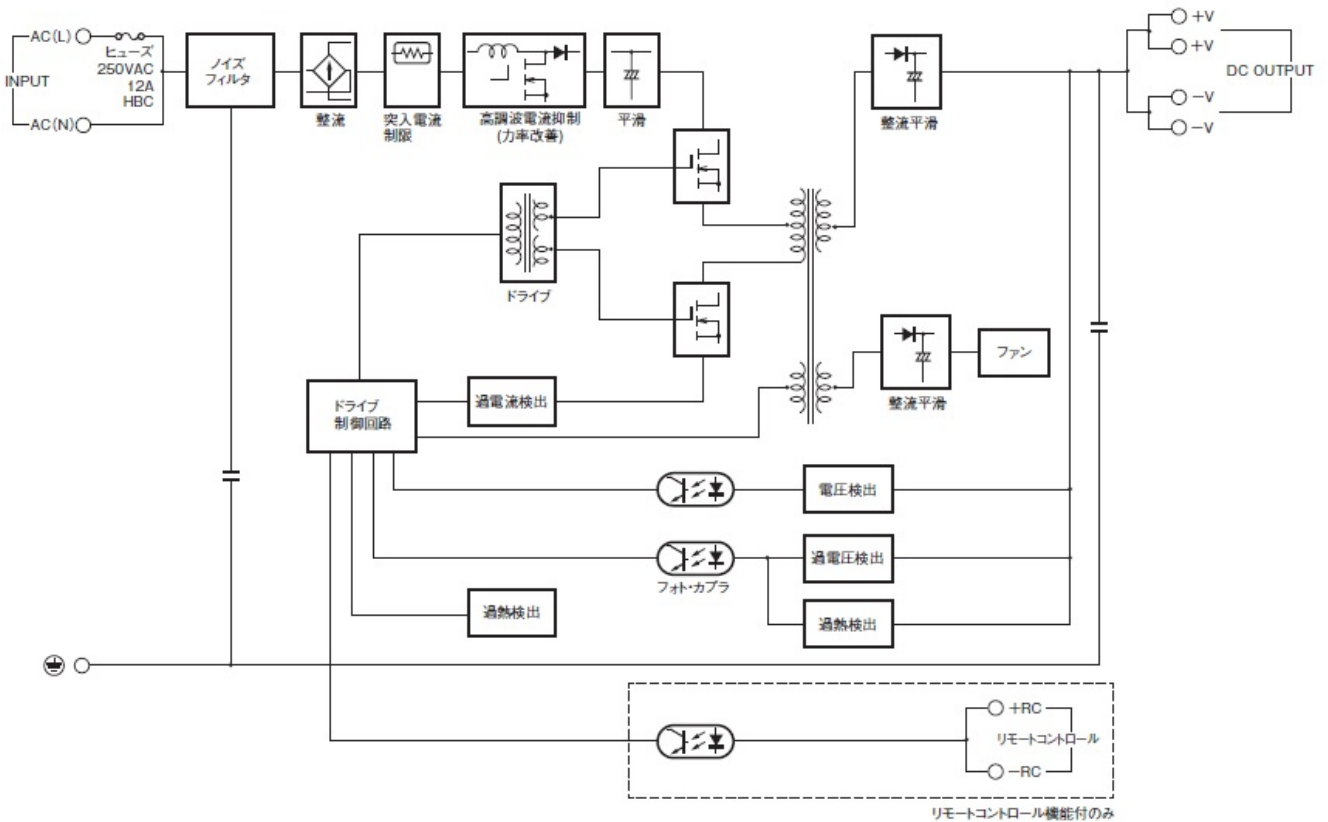 AC(L)
INPUT
AC(N)
ヒューズ
250VAC
12A
HBC
ノイズ
フィルタ
整流
突入電流
制限
高調波電流抑制
(力率改善)
平滑
整流平滑
+V
+V
DC OUTPUT
-V
-V
ドライブ
整流平滑
ファン
ドライブ
制御回路
過電流検出
電圧検出
過電圧検出
フォト・カプラ
過熱検出
過熱検出
+RC
リモートコントロール
-RC
リモートコントロール機能付のみ